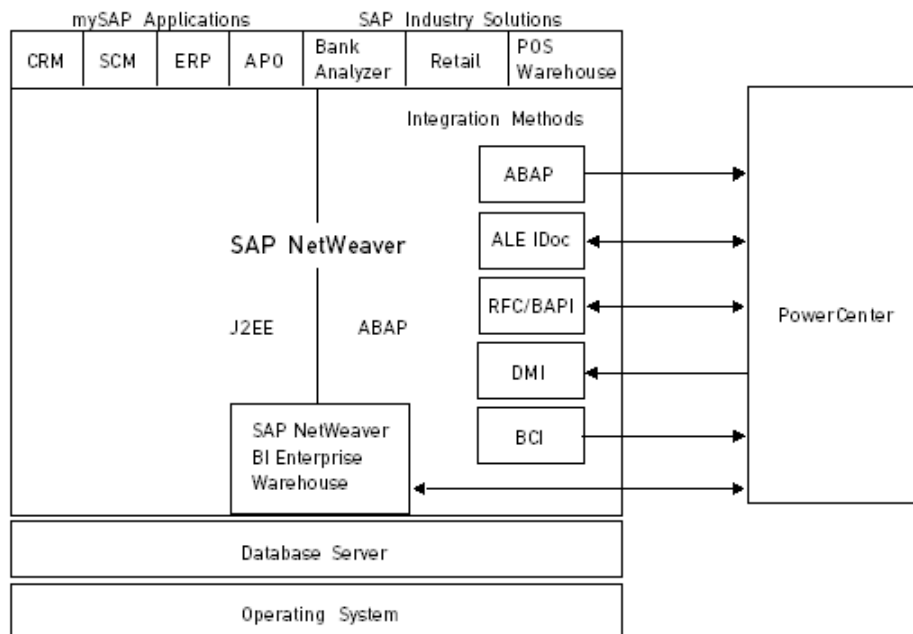 mySAP Applications
SAP Industry Solutions
CRM
SCM
ERP
APO
Bank
Analyzer
Retail
POS
Warehouse
Integration Methods
ABAP
ALE IDoc
SAP NetWeaver
RFC/BAPI
PowerCenter
J2EE
ABAP
DMI
SAP NetWeaver
BI Enterprise
Warehouse
BCI
Database Server
Operating System